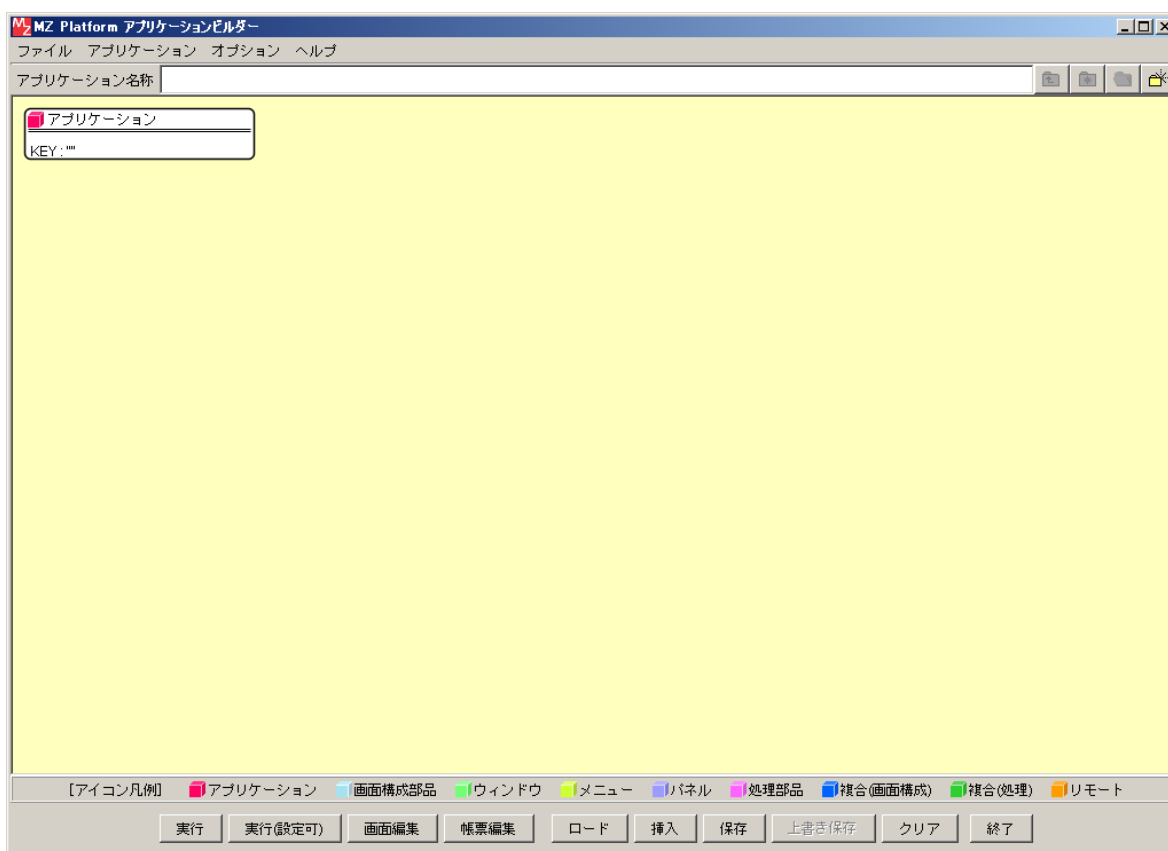 MZ Platform アプリケーションビルダー
ファイル アプリケーション オプション ヘルプ
アプリケーション名称
アプリケーション
KEY:""
[アイコン凡例] アプリケーション 画面構成部品 ウィンドウ メニュー パネル 処理部品 複合(画面構成) 複合(処理) リモート
実行 実行(設定可) 画面編集 帳票編集 ロード 挿入 保存 上書き保存 クリア 終了